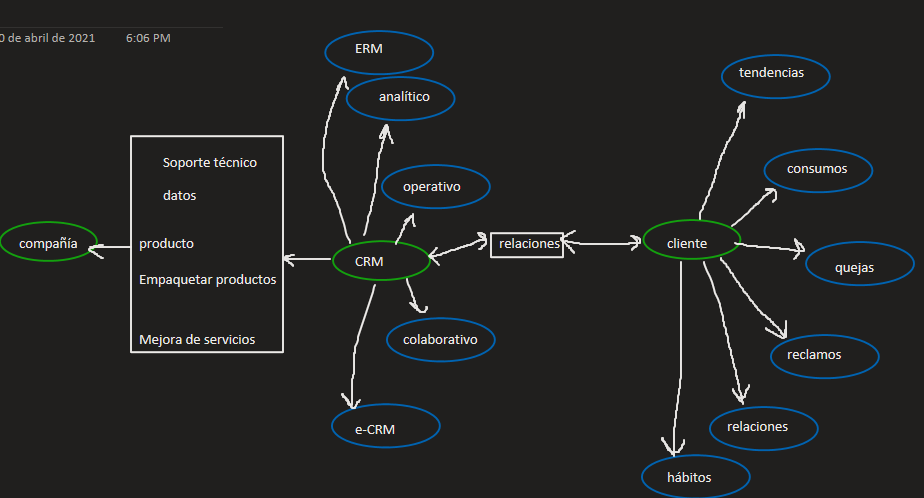 0 de abril de 2021 6:06 PM
ERM
analítico
operativo
CRM
colaborativo
e-CRM
Soporte técnico
datos
producto
Empaquetar productos
Mejora de servicios
compañía
relaciones
cliente
tendencias
consumos
quejas
reclamos
relaciones
hábitos